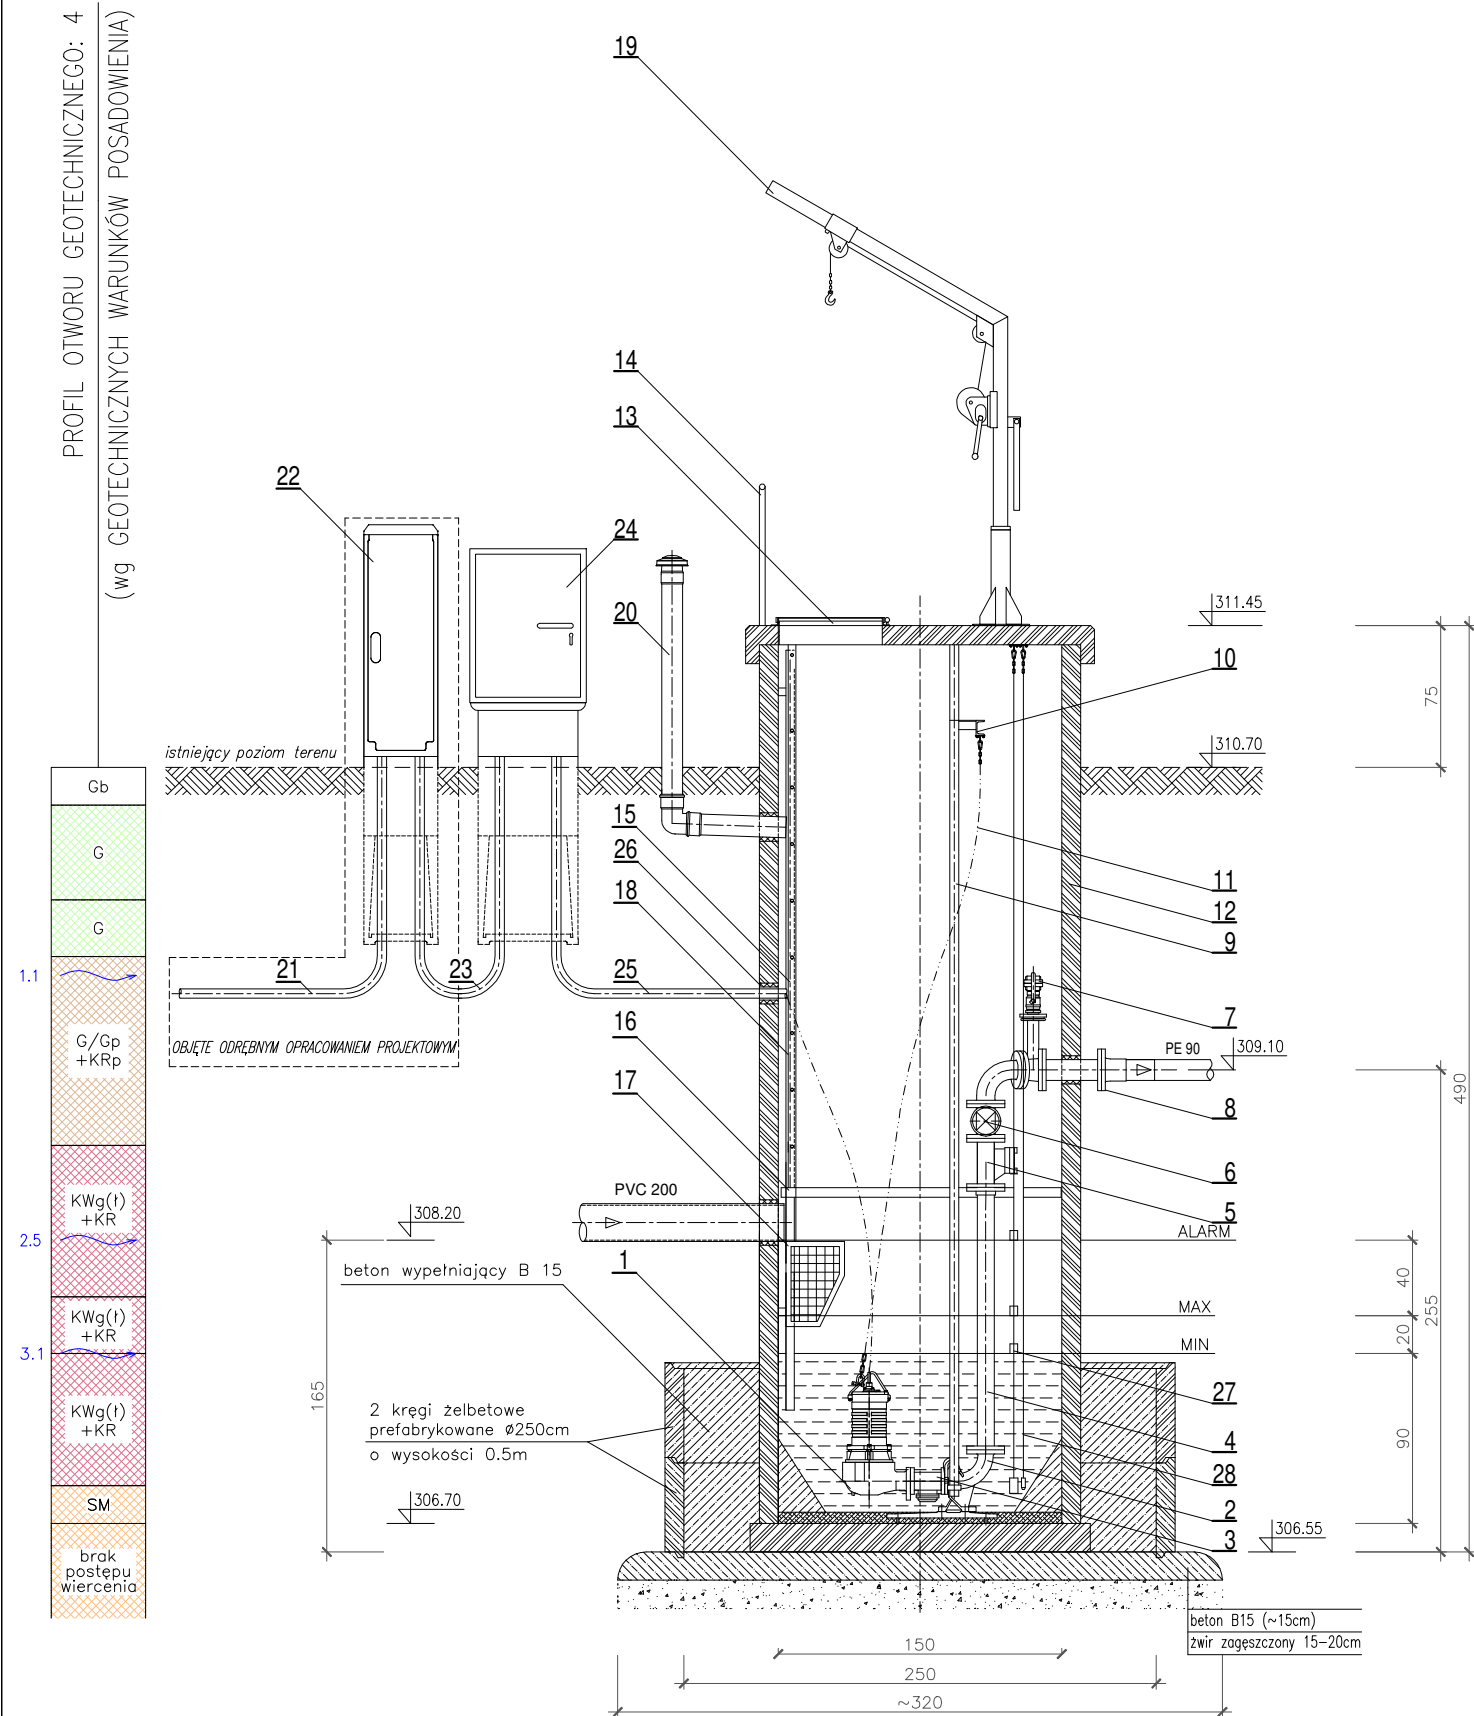 PROFIL OTWORU GEOTECHNICZNEGO: 4
(wg GEOTECHNICZNYCH WARUNKÓW POSADOWIENIA)
19
14
13
22
24
20
311.45
10
75
istniejący poziom terenu
310.70
Gb
G
G
15
26
18
11
12
9
1.1
21
23
25
7
G/Gp
+KRp
OBJĘTE ODRĘBNYM OPRACOWANIEM PROJEKTOWYM
16
17
PE 90
309.10
8
490
6
5
KWg(ł)
+KR
PVC 200
308.20
2.5
ALARM
beton wypełniający B 15
1
40
255
KWg(ł)
+KR
MAX
20
MIN
3.1
165
27
KWg(ł)
+KR
2 kręgi żelbetowe
prefabrykowane ø250cm
o wysokości 0.5m
90
4
28
SM
306.70
2
3
306.55
brak
postępu
wiercenia
beton B15 (~15cm)
żwir zagęszczony 15-20cm
150
250
~320